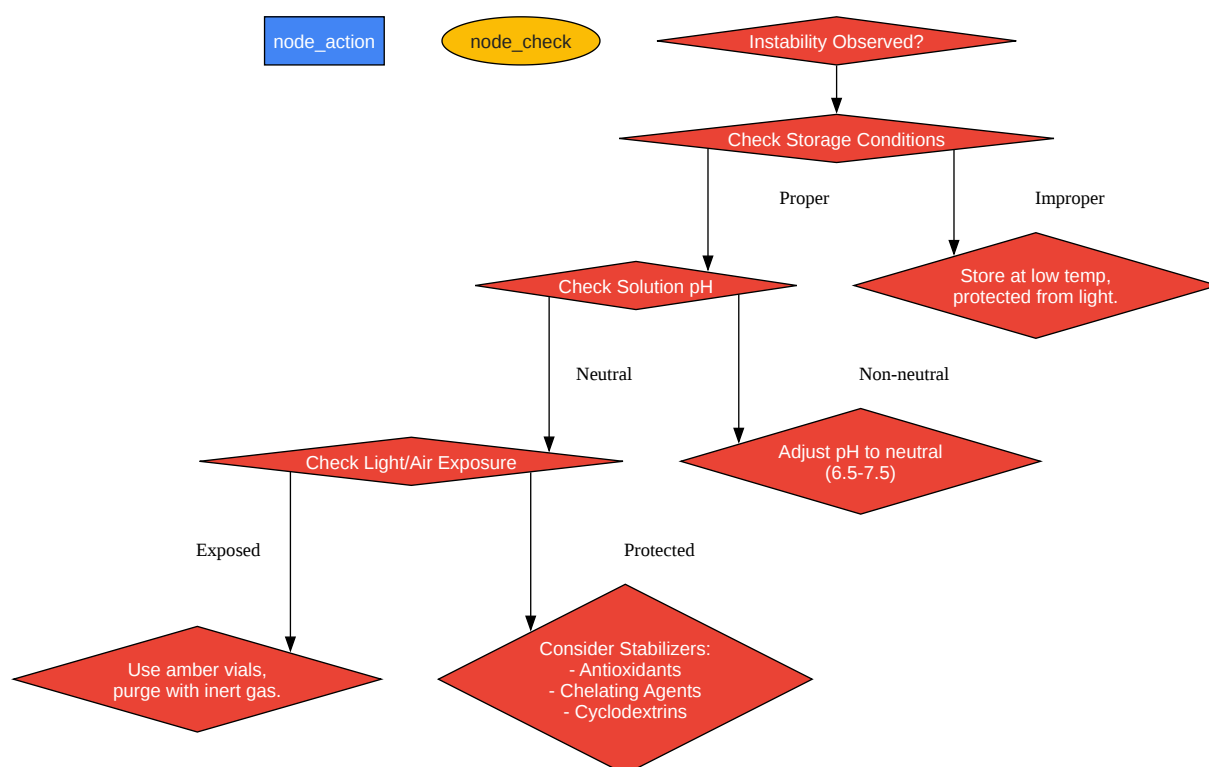 node_action
node_check
Instability Observed?
Check Storage Conditions
Proper
Improper
Check Solution pH
Store at low temp,
protected from light.
Neutral
Non-neutral
Check Light/Air Exposure
Adjust pH to neutral
(6.5-7.5)
Exposed
Protected
Use amber vials,
purge with inert gas.
Consider Stabilizers:
- Antioxidants
- Chelating Agents
- Cyclodextrins